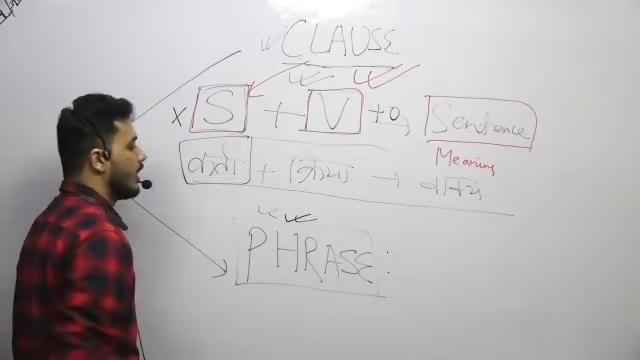 CLAUSE
× S + V + O → Sentence
Meaning
कर्ता + क्रिया → वाक्य
PHRASE :